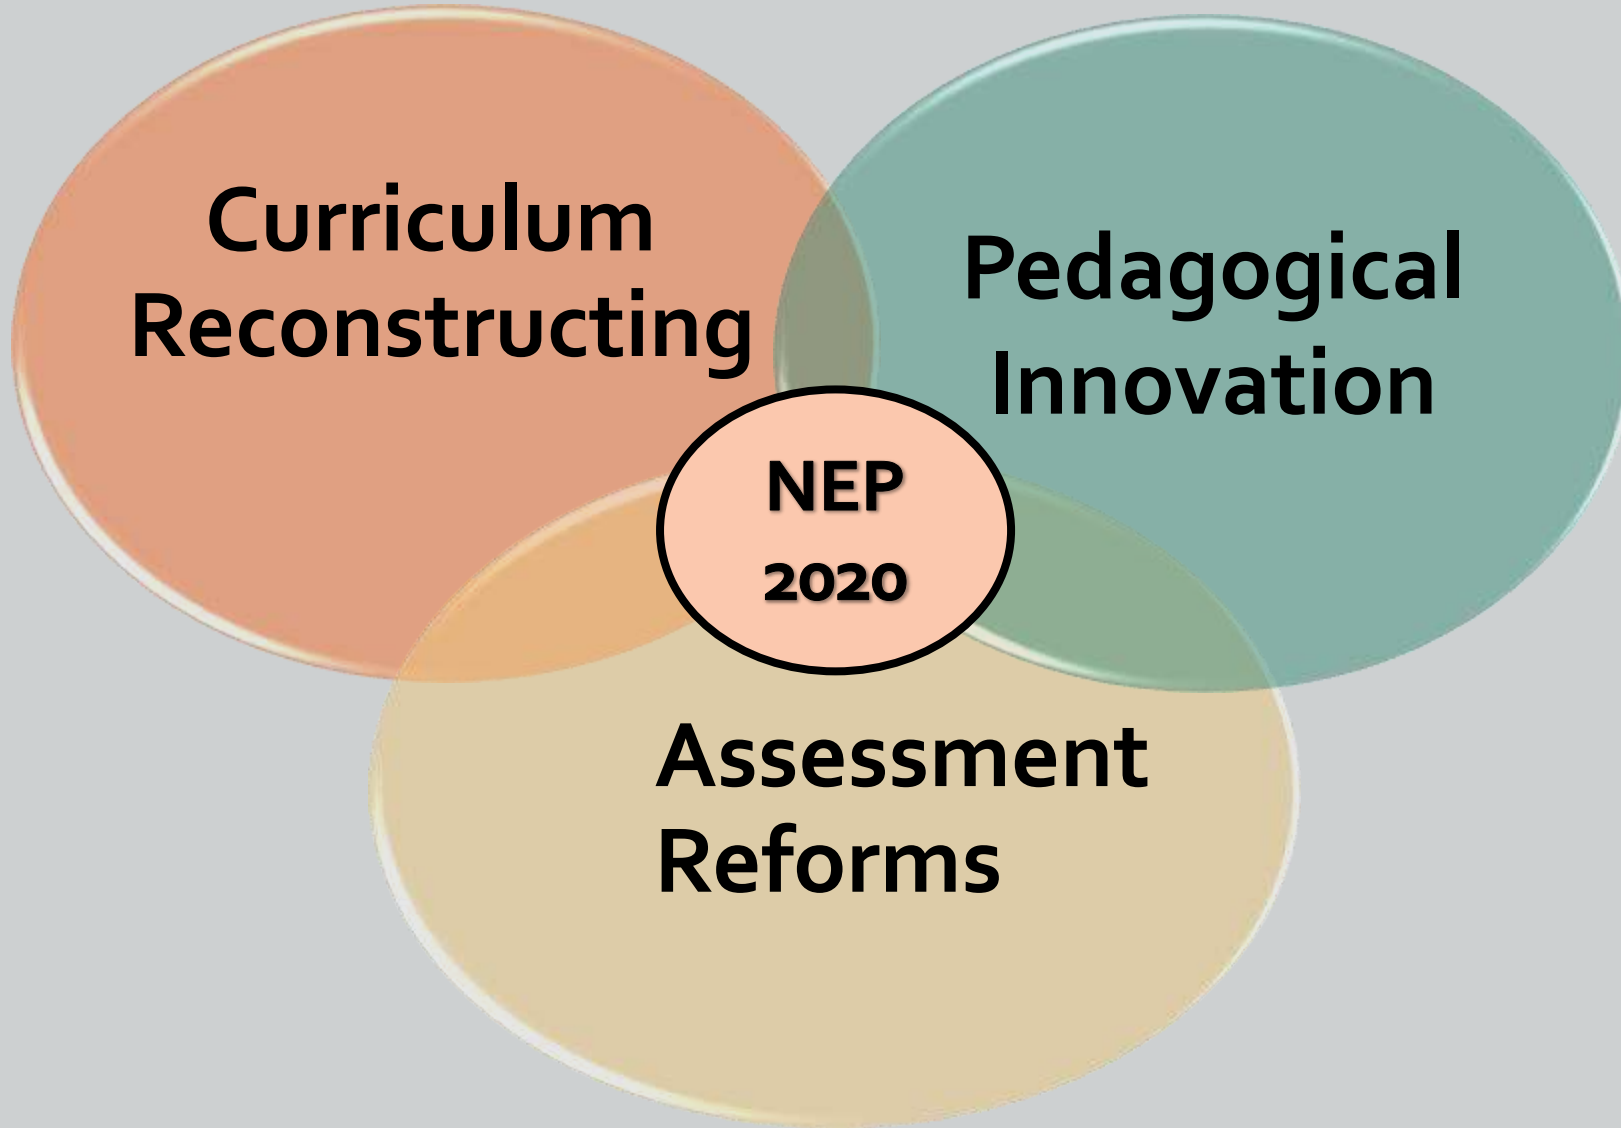 Curriculum
Reconstructing
Pedagogical
Innovation
NEP
2020
Assessment
Reforms